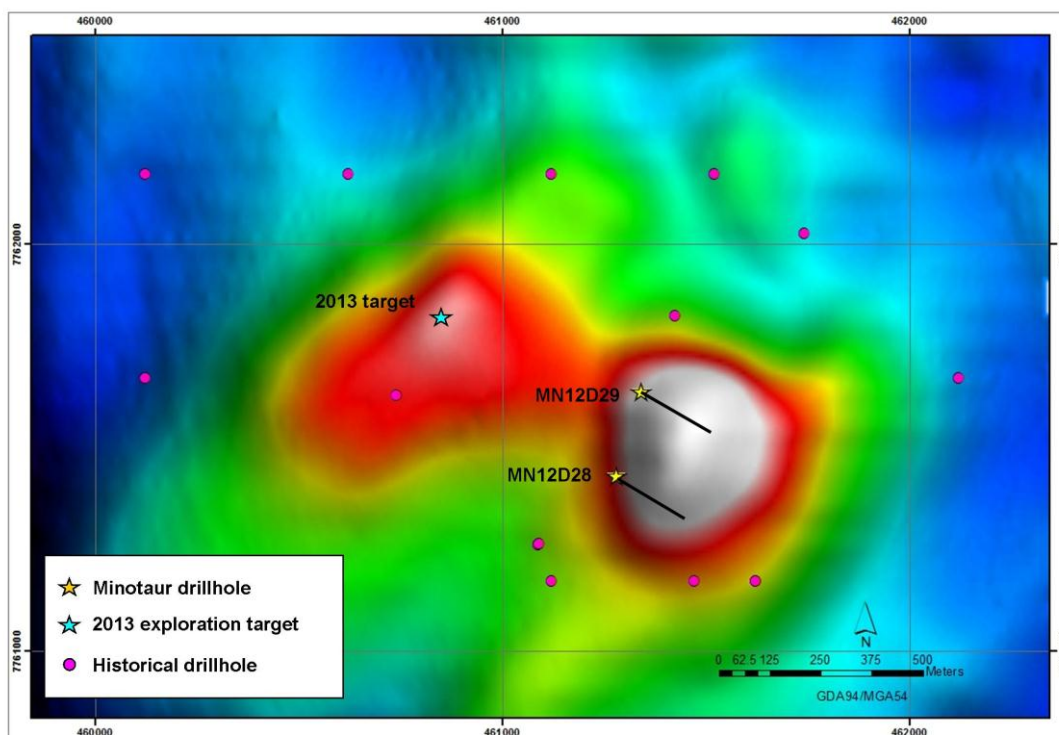 460000 461000 462000
7762000
2013 target
MN12D29
MN12D28
Minotaur drillhole
2013 exploration target
Historical drillhole
7761000
N
0 62.5 125 250 375 500
Meters
GDA94/MGA54
460000 461000 462000